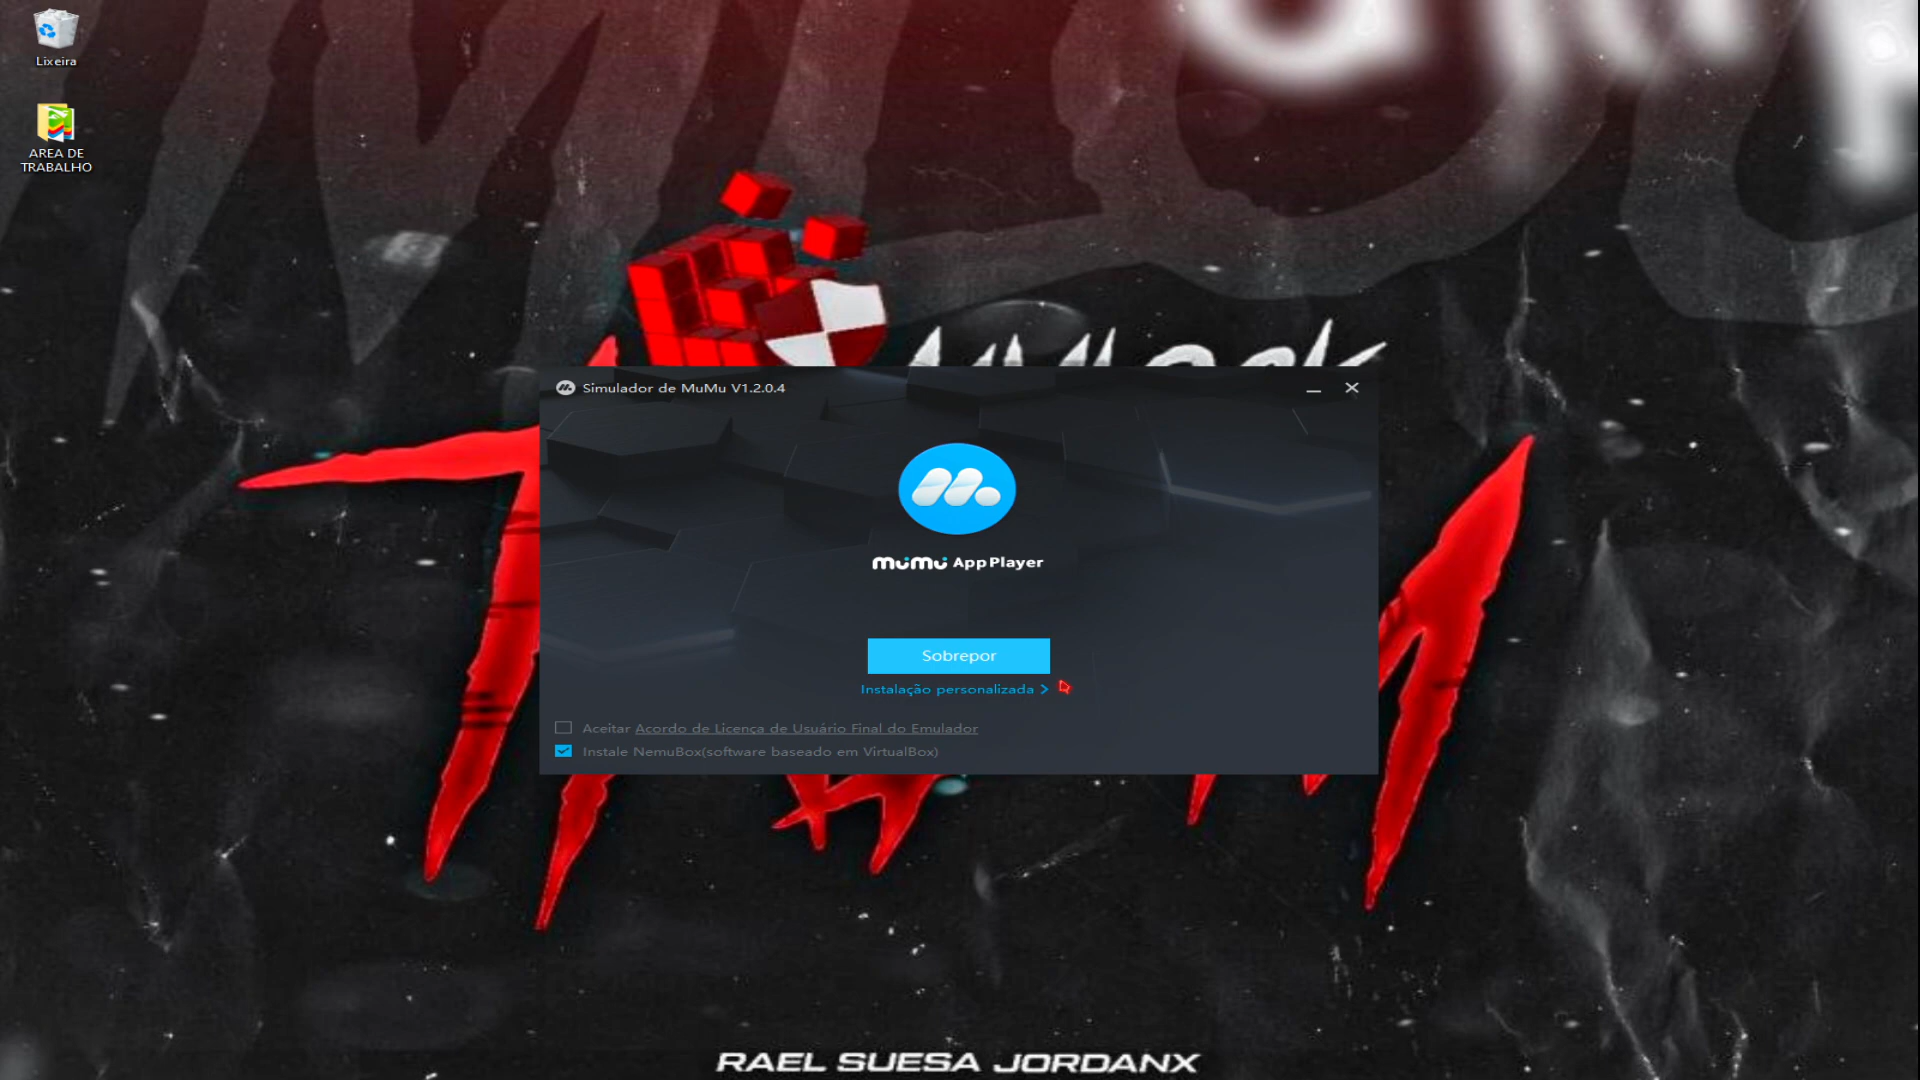 Lixeira
AREA DE
TRABALHO
Simulador de MuMu V1.2.0.4
mumu App Player
Sobrepor
Instalação personalizada >
Aceitar Acordo de Licença de Usuário Final do Emulador
Instale NemuBox(software baseado em VirtualBox)
RAEL SUESA JORDANX